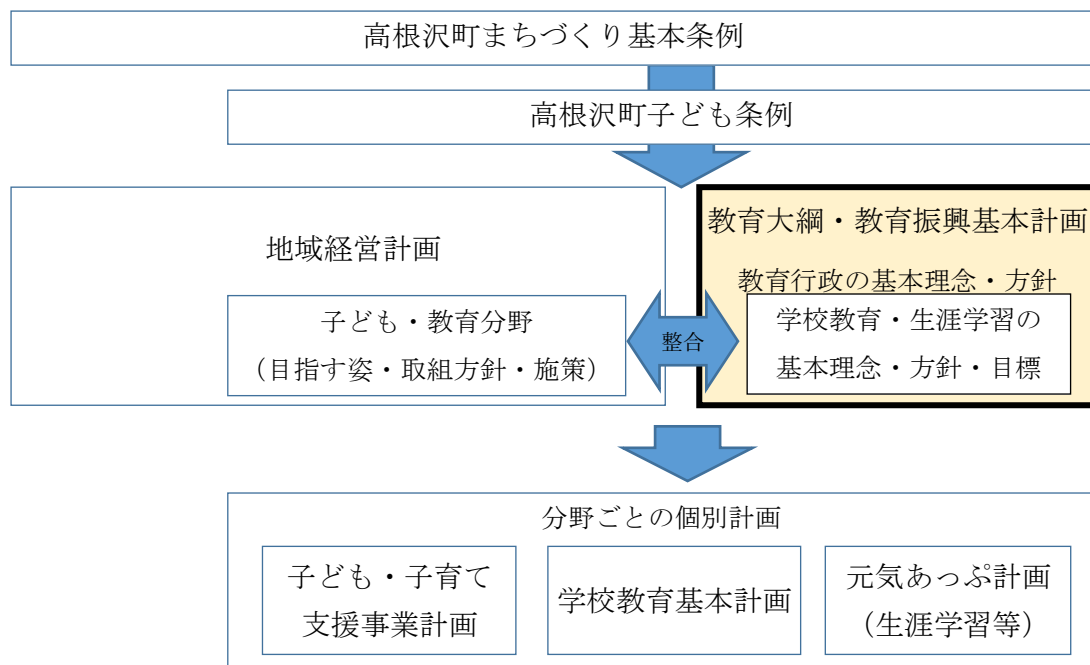 高根沢町まちづくり基本条例
高根沢町子ども条例
地域経営計画
子ども・教育分野
（目指す姿・取組方針・施策）
整合
教育大綱・教育振興基本計画
教育行政の基本理念・方針
学校教育・生涯学習の
基本理念・方針・目標
分野ごとの個別計画
子ども・子育て
支援事業計画
学校教育基本計画
元気あっぷ計画
（生涯学習等）